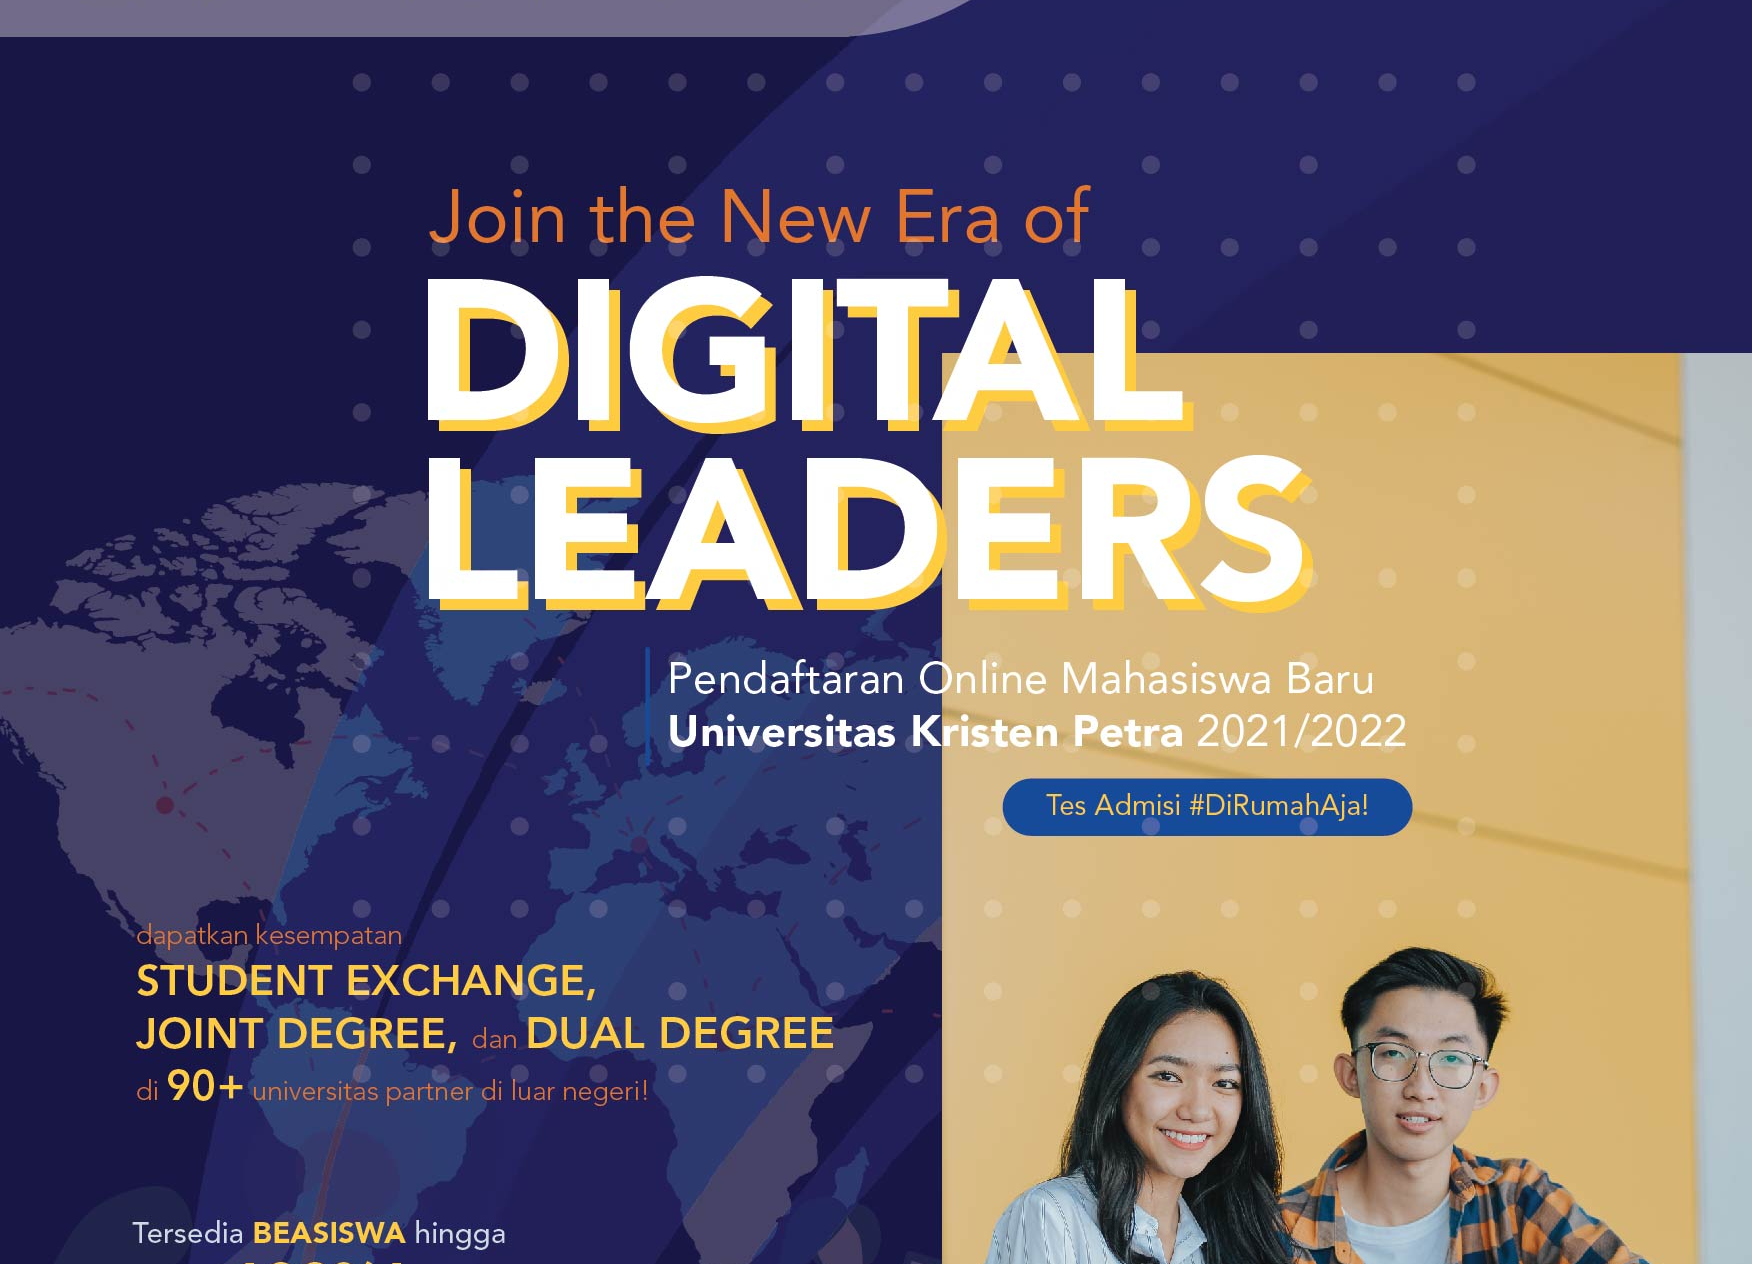 Join the New Era of
DIGITAL
LEADERS
Pendaftaran Online Mahasiswa Baru
Universitas Kristen Petra 2021/2022
Tes Admisi #DiRumahAja!
dapatkan kesempatan
STUDENT EXCHANGE,
JOINT DEGREE, dan DUAL DEGREE
di 90+ universitas partner di luar negeri!
Tersedia BEASISWA hingga